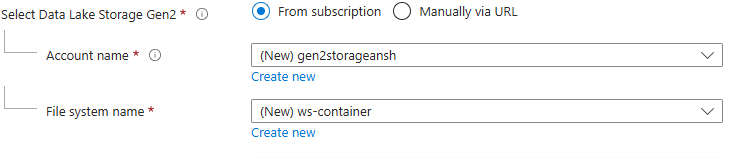 Select Data Lake Storage Gen2 * From subscription Manually via URL
Account name * (New) gen2storageansh
Create new
File system name * (New) ws-container
Create new